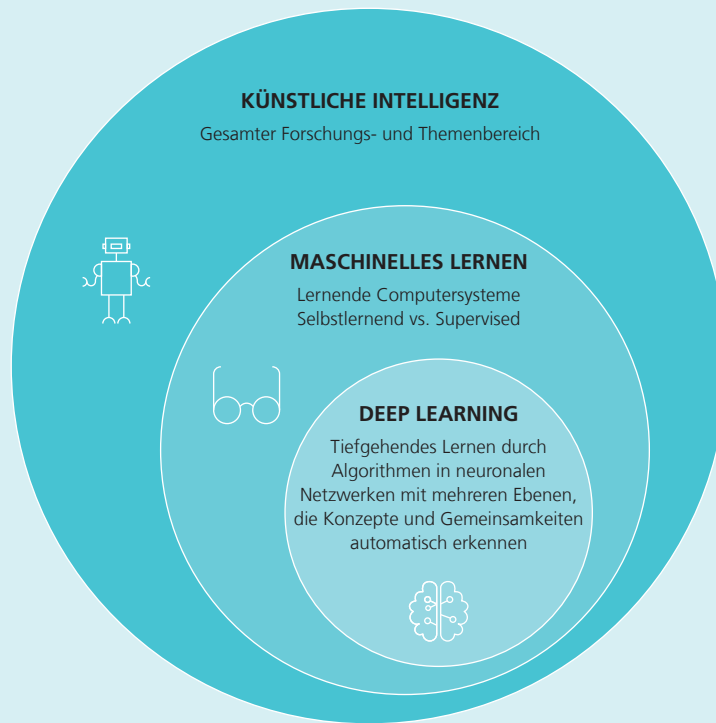 KÜNSTLICHE INTELLIGENZ
Gesamter Forschungs- und Themenbereich
MASCHINELLES LERNEN
Lernende Computersysteme
Selbstlernend vs. Supervised
DEEP LEARNING
Tiefgehendes Lernen durch
Algorithmen in neuronalen
Netzwerken mit mehreren Ebenen,
die Konzepte und Gemeinsamkeiten
automatisch erkennen